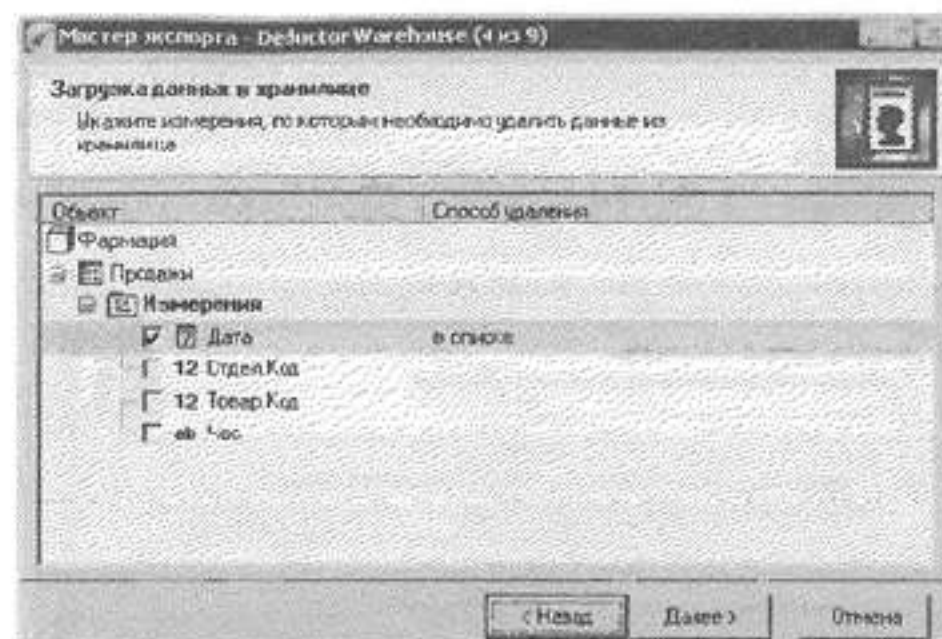 Мастер экспорта - Deductor Warehouse (4 из 9)
Загрузка данных в хранилище
Укажите измерения, по которым необходимо удалить данные из
хранилища
Объект Способ удаления
Фармация
Продажи
Измерения
Дата в списке
12 Отдел.Код
12 Товар.Код
ab Час
< Назад Далее > Отмена